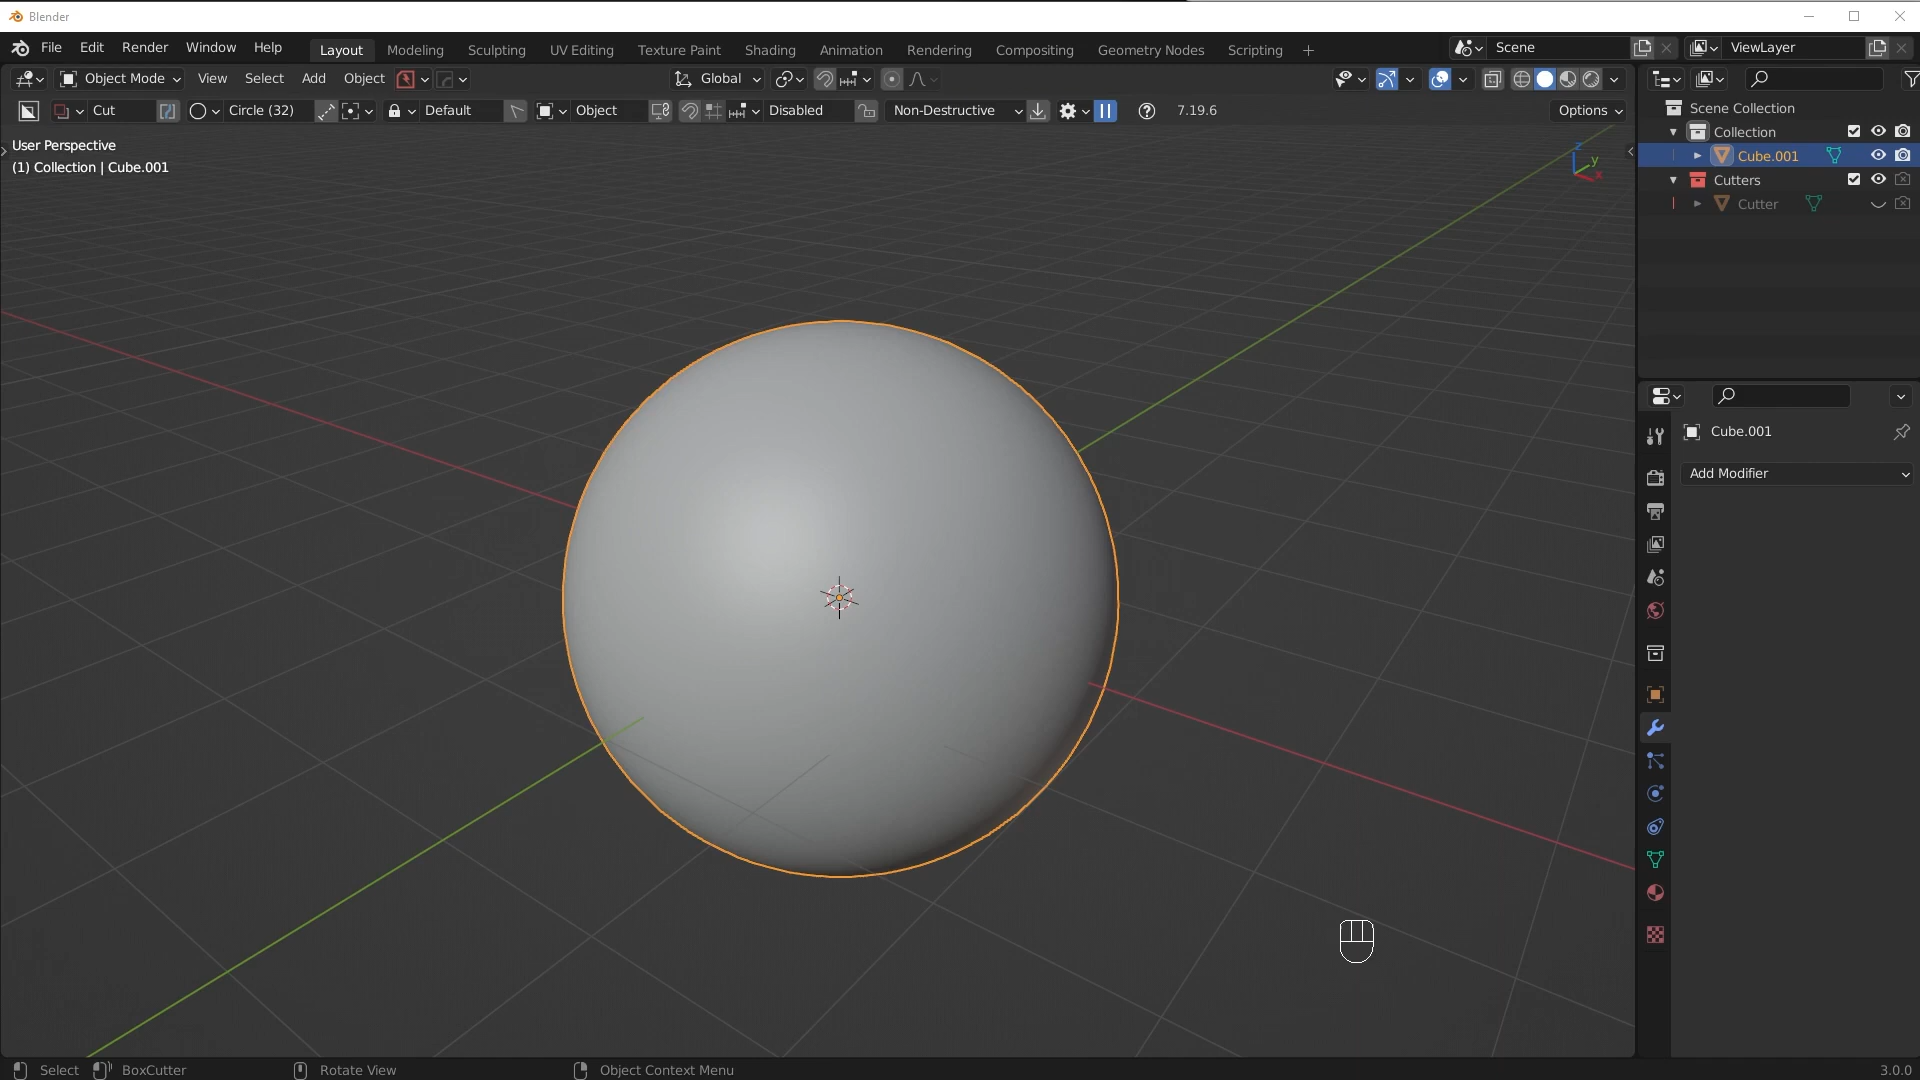 Blender
File Edit Render Window Help Layout Modeling Sculpting UV Editing Texture Paint Shading Animation Rendering Compositing Geometry Nodes Scripting + Scene ViewLayer
Object Mode View Select Add Object Global
Cut Circle (32) Default Object Disabled Non-Destructive 7.19.6 Options
User Perspective
(1) Collection | Cube.001
z
y
x
Scene Collection
Collection
Cube.001
Cutters
Cutter
Cube.001
Add Modifier
Select BoxCutter Rotate View Object Context Menu 3.0.0